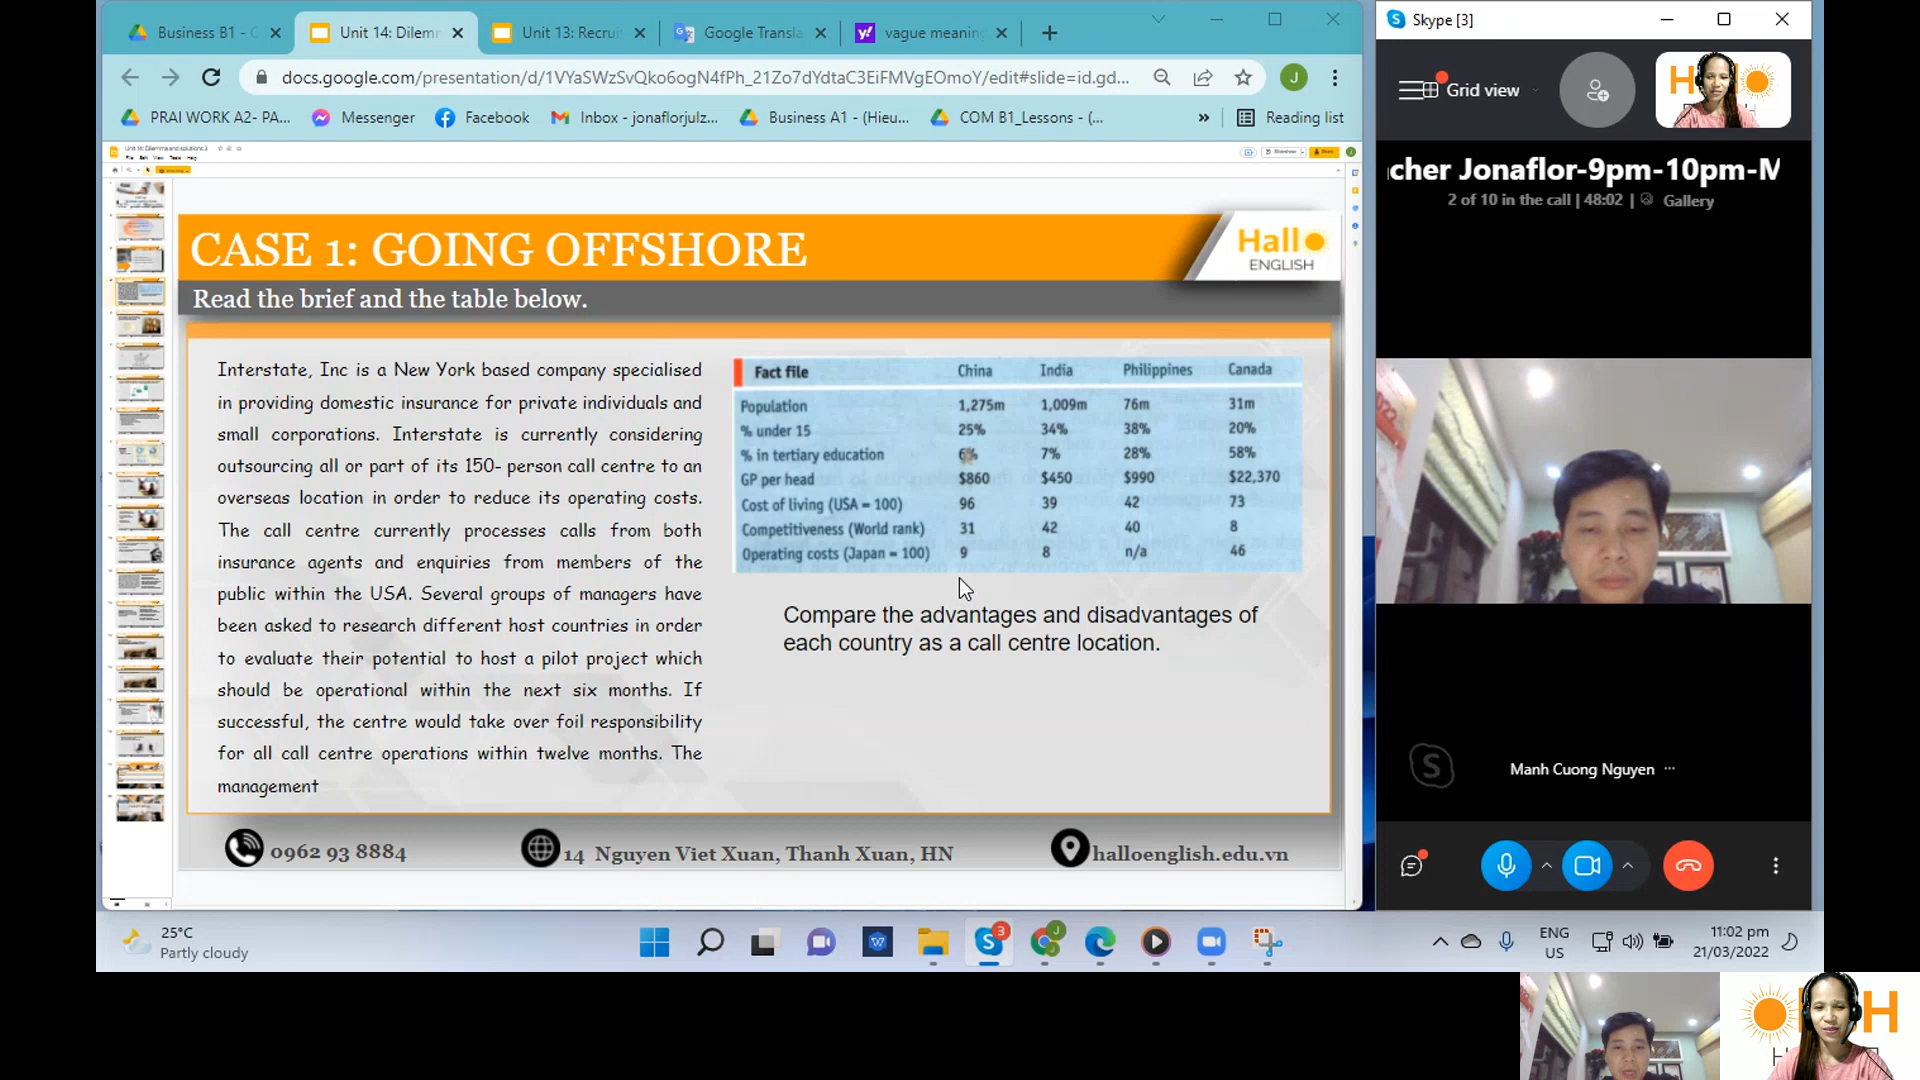 Business B1 - C
Unit 14: Dilem
Unit 13: Recrui
Google Transla
vague meanin
docs.google.com/presentation/d/1VYaSWzSvQko6ogN4fPh_21Zo7dYdtaC3EiFMVgEOmoY/edit#slide=id.gd...
J
PRAI WORK A2- PA...
Messenger
Facebook
Inbox - jonaflorjulz...
Business A1 - (Hieu...
COM B1_Lessons - (...
»
Reading list
CASE 1: GOING OFFSHORE
Hallo
ENGLISH
Read the brief and the table below.
Interstate, Inc is a New York based company specialised
in providing domestic insurance for private individuals and
small corporations. Interstate is currently considering
outsourcing all or part of its 150- person call centre to an
overseas location in order to reduce its operating costs.
The call centre currently processes calls from both
insurance agents and enquiries from members of the
public within the USA. Several groups of managers have
been asked to research different host countries in order
to evaluate their potential to host a pilot project which
should be operational within the next six months. If
successful, the centre would take over foil responsibility
for all call centre operations within twelve months. The
management
Fact file China India Philippines Canada
Population 1,275m 1,009m 76m 31m
% under 15 25% 34% 38% 20%
% in tertiary education 6% 7% 28% 58%
GP per head $860 $450 $990 $22,370
Cost of living (USA = 100) 96 39 42 73
Competitiveness (World rank) 31 42 40 8
Operating costs (Japan = 100) 9 8 n/a 46
Compare the advantages and disadvantages of
each country as a call centre location.
0962 93 8884
14 Nguyen Viet Xuan, Thanh Xuan, HN
halloenglish.edu.vn
Skype [3]
Grid view
cher Jonaflor-9pm-10pm-M
2 of 10 in the call | 48:02 | Gallery
Manh Cuong Nguyen ...
25°C
Partly cloudy
3
ENG
US
11:02 pm
21/03/2022